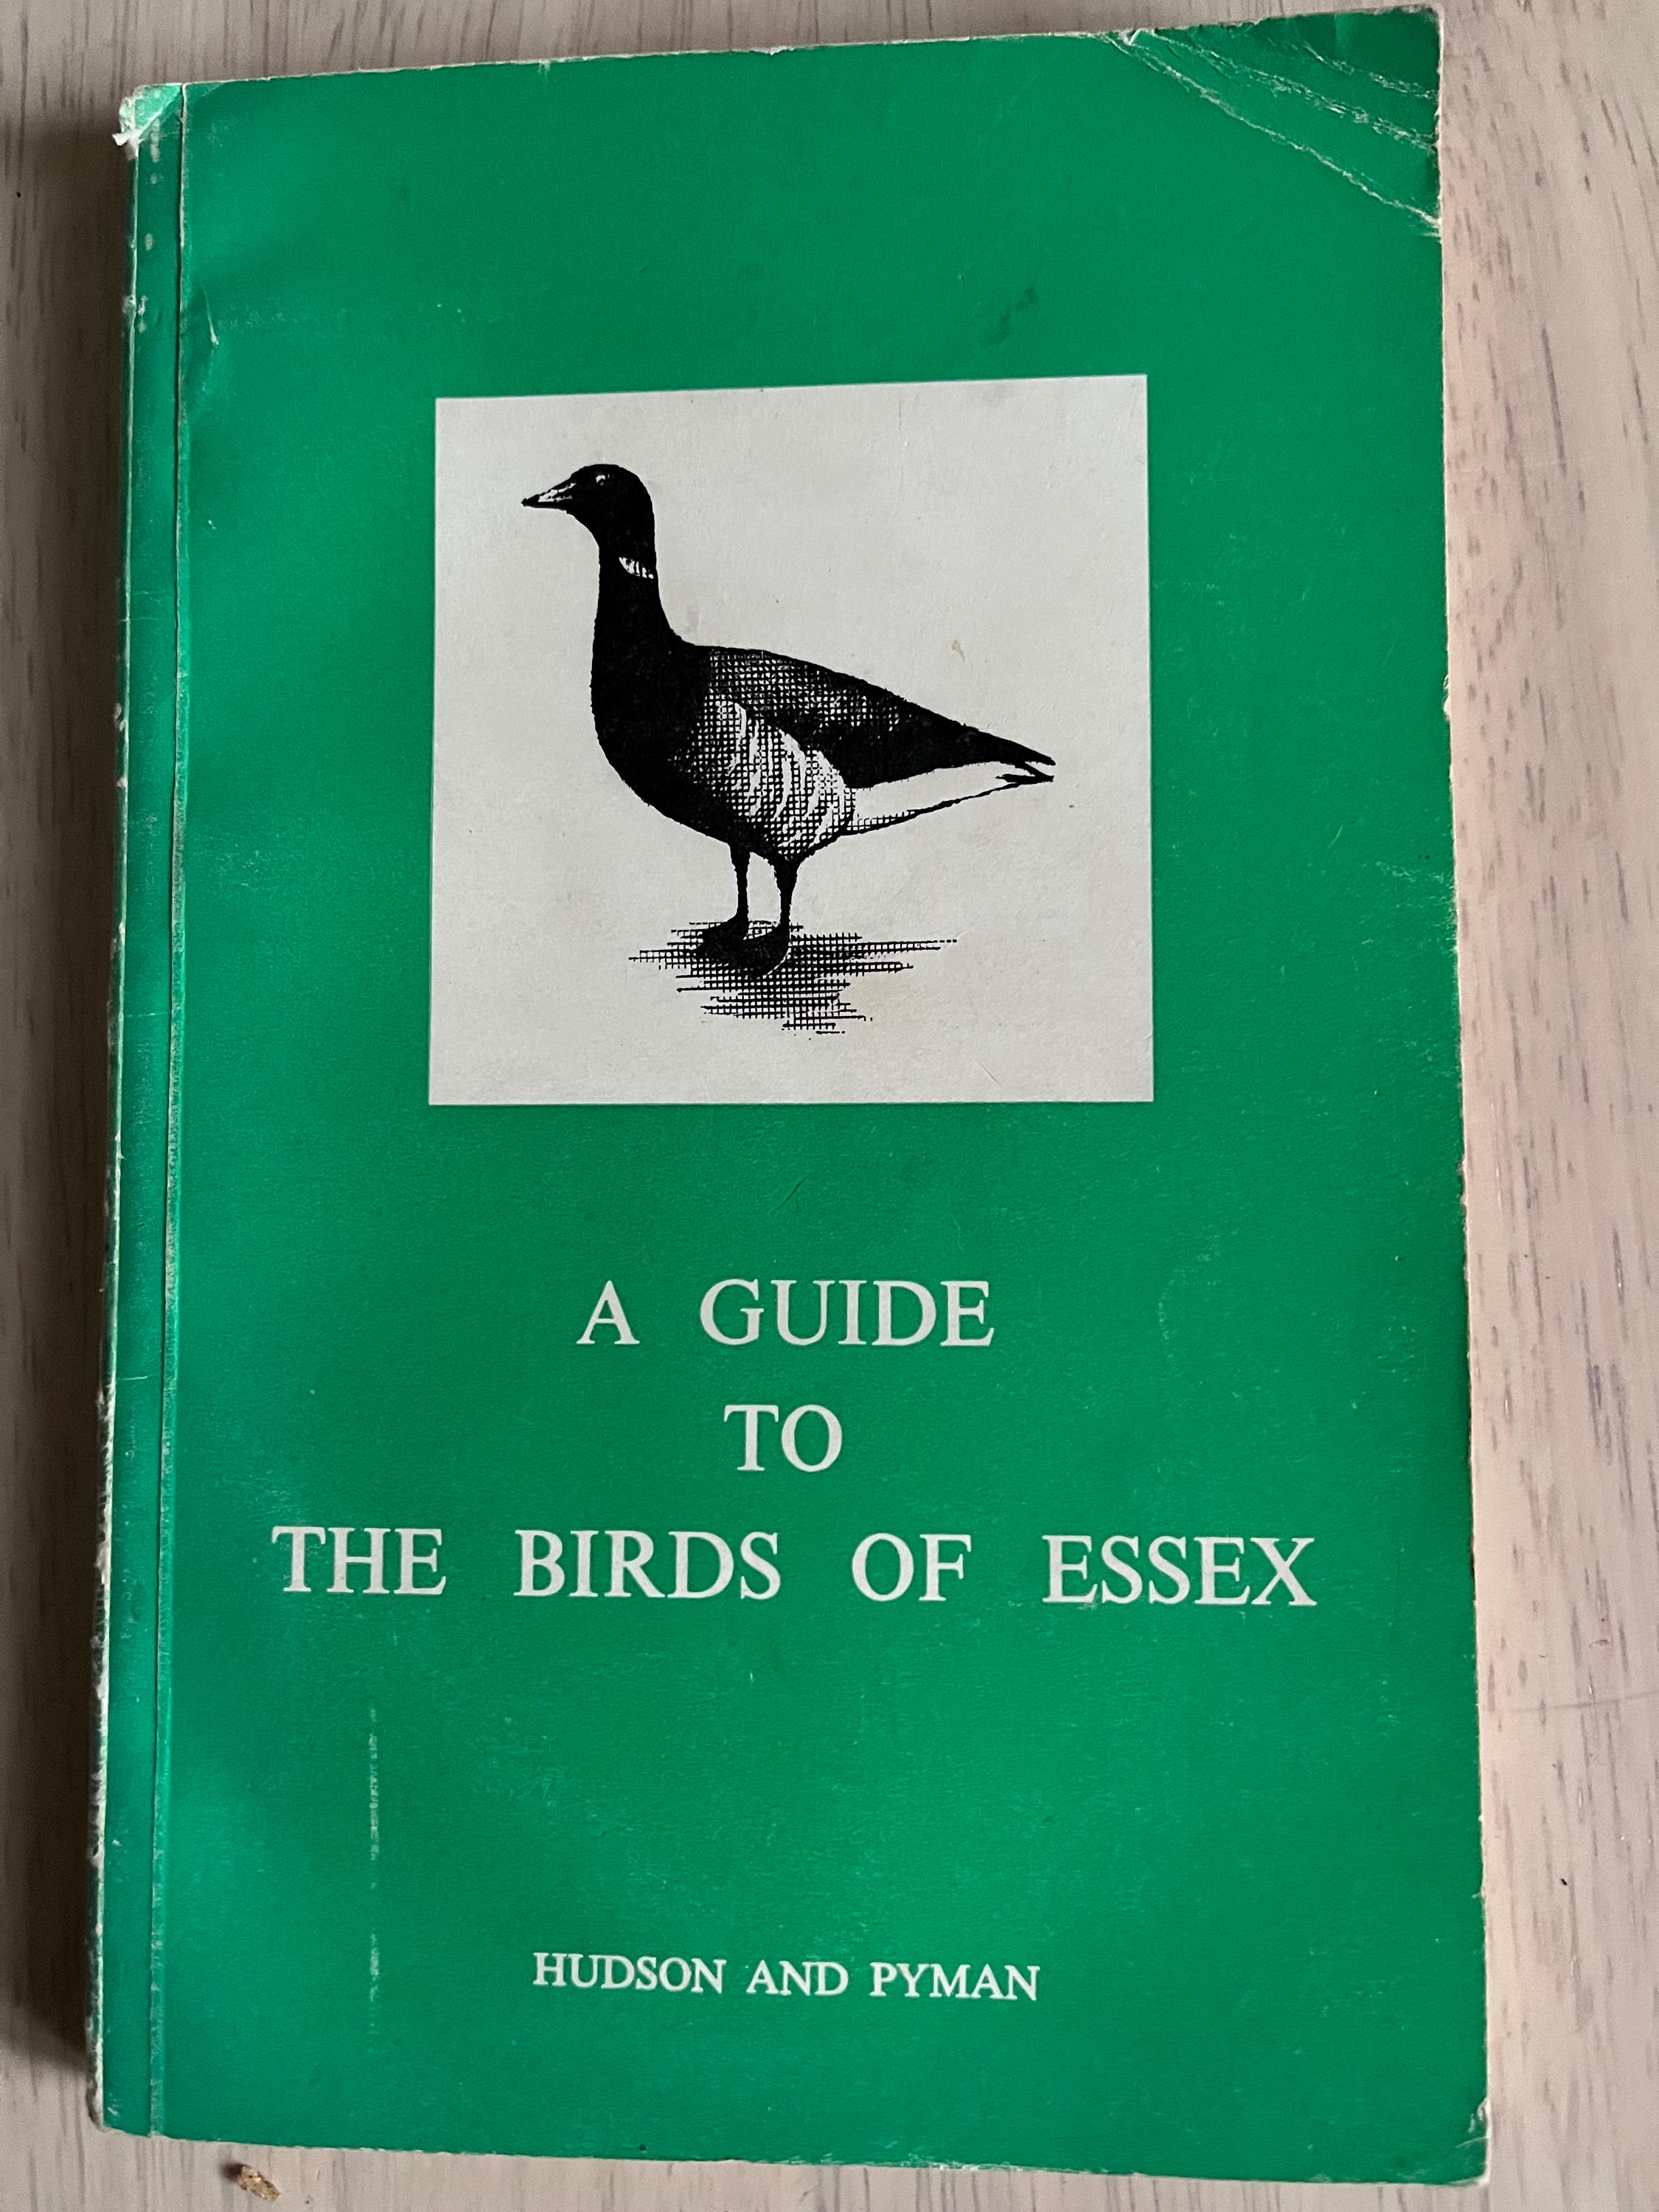 A GUIDE
TO
THE BIRDS OF ESSEX
HUDSON AND PYMAN